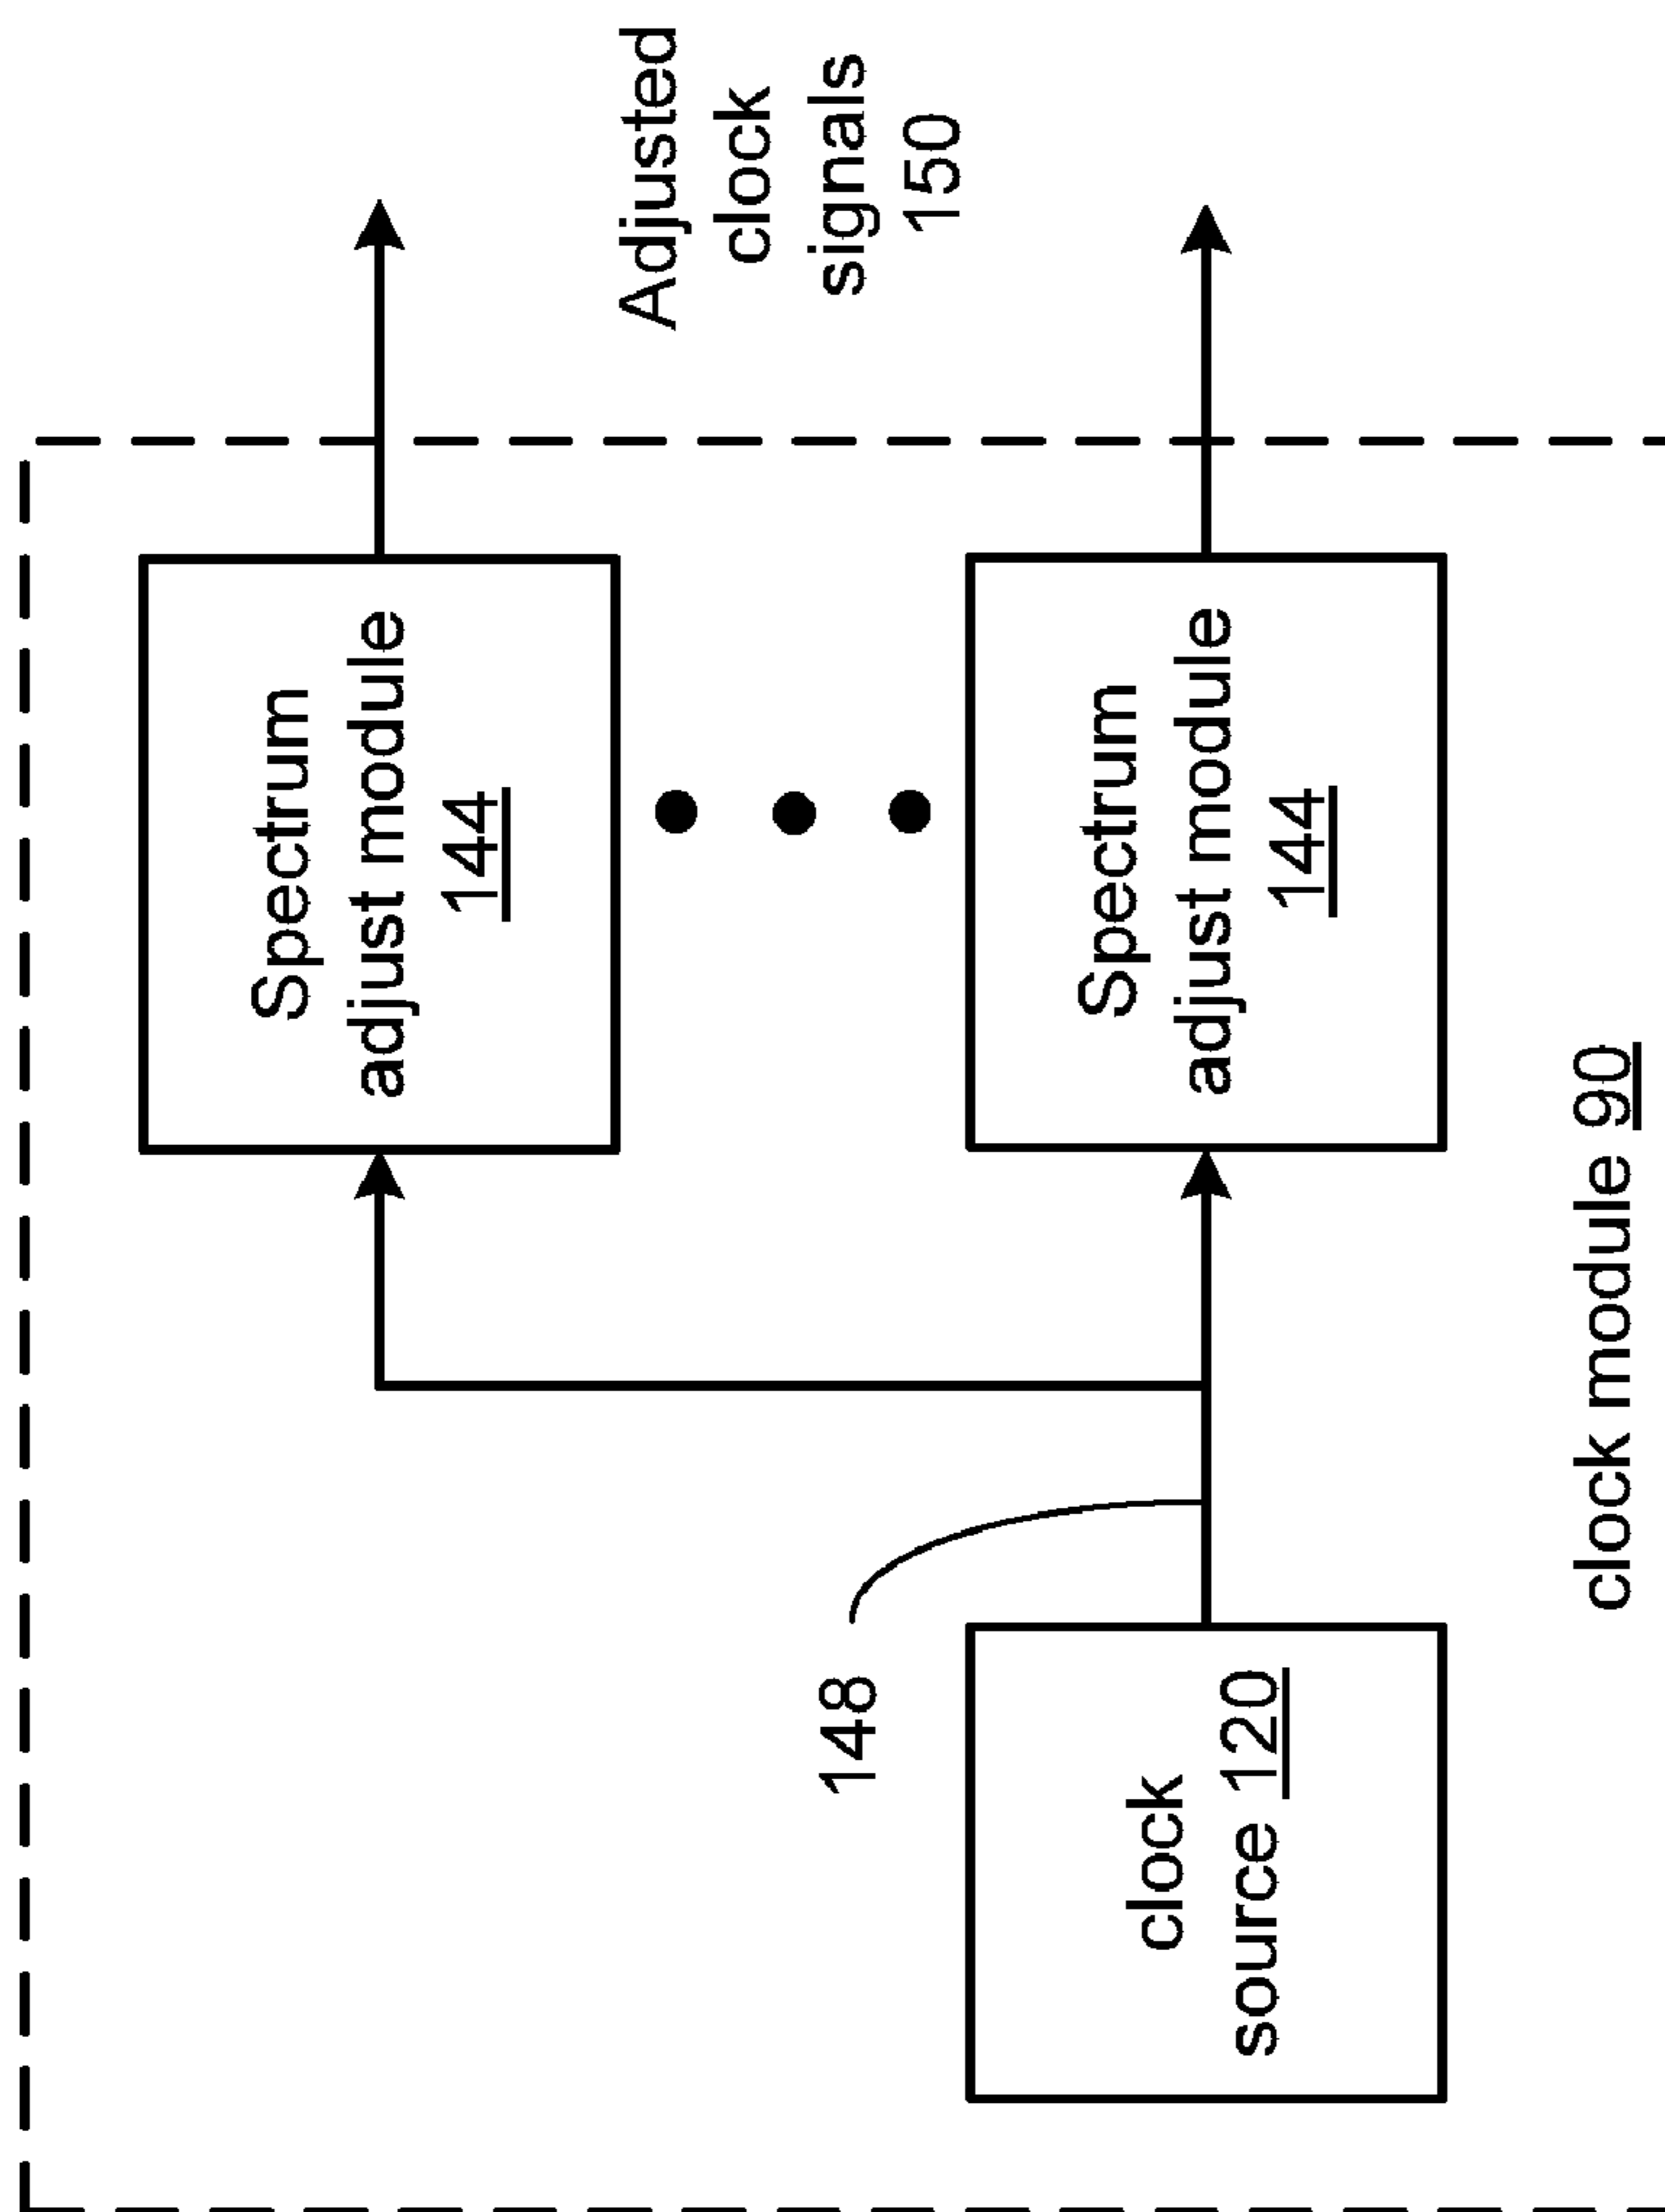 Spectrum
adjust module
144
Adjusted
clock
signals
150
148
clock
source 120
Spectrum
adjust module
144
clock module 90